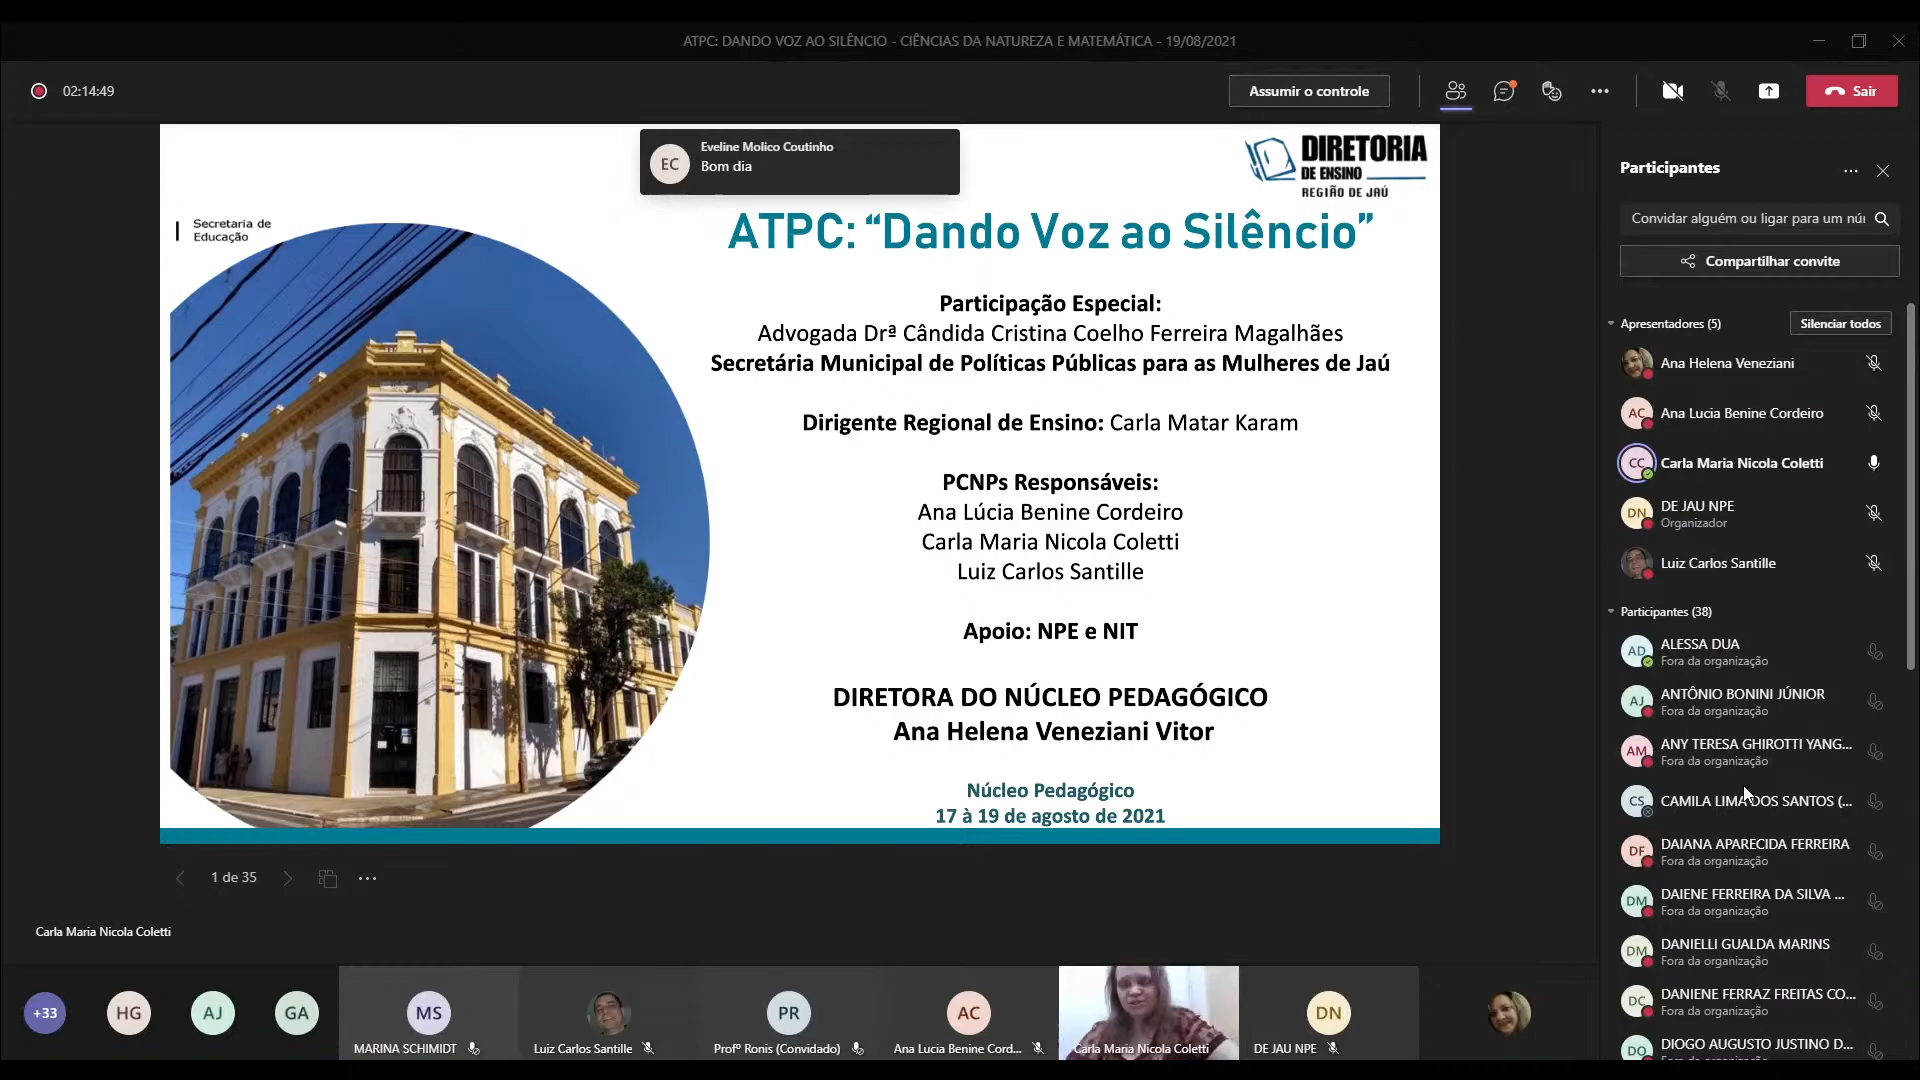 ATPC: DANDO VOZ AO SILÊNCIO - CIÊNCIAS DA NATUREZA E MATEMÁTICA - 19/08/2021
02:14:49
Assumir o controle
Sair
EC
Eveline Molico Coutinho
Bom dia
DIRETORIA
DE ENSINO
REGIÃO DE JAÚ
Secretaria de
Educação
ATPC: “Dando Voz ao Silêncio”
Participação Especial:
Advogada Drª Cândida Cristina Coelho Ferreira Magalhães
Secretária Municipal de Políticas Públicas para as Mulheres de Jaú
Dirigente Regional de Ensino: Carla Matar Karam
PCNPs Responsáveis:
Ana Lúcia Benine Cordeiro
Carla Maria Nicola Coletti
Luiz Carlos Santille
Apoio: NPE e NIT
DIRETORA DO NÚCLEO PEDAGÓGICO
Ana Helena Veneziani Vitor
Núcleo Pedagógico
17 à 19 de agosto de 2021
1 de 35
Carla Maria Nicola Coletti
Participantes
Convidar alguém ou ligar para um núi
Compartilhar convite
Apresentadores (5)
Silenciar todos
Ana Helena Veneziani
AC
Ana Lucia Benine Cordeiro
CC
Carla Maria Nicola Coletti
DN
DE JAU NPE
Organizador
Luiz Carlos Santille
Participantes (38)
AD
ALESSA DUA
Fora da organização
AJ
ANTÔNIO BONINI JÚNIOR
Fora da organização
AM
ANY TERESA GHIROTTI YANG...
Fora da organização
CS
CAMILA LIMA DOS SANTOS (...
DF
DAIANA APARECIDA FERREIRA
Fora da organização
DM
DAIENE FERREIRA DA SILVA ...
Fora da organização
DM
DANIELLI GUALDA MARINS
Fora da organização
DC
DANIENE FERRAZ FREITAS CO...
Fora da organização
DO
DIOGO AUGUSTO JUSTINO D...
+33
HG
AJ
GA
MS
MARINA SCHIMIDT
Luiz Carlos Santille
PR
Profº Ronis (Convidado)
AC
Ana Lucia Benine Cord...
Carla Maria Nicola Coletti
DN
DE JAU NPE